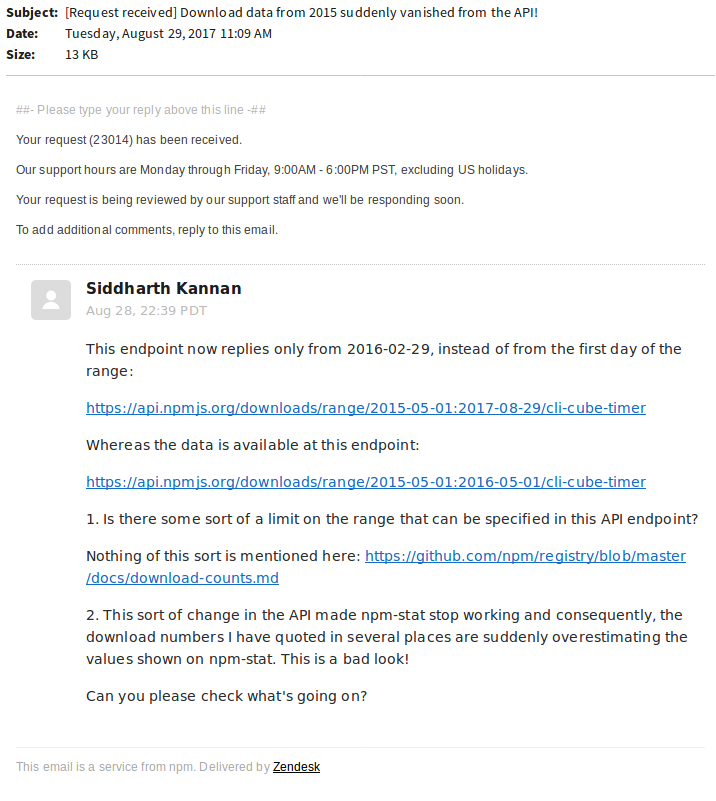 Subject: [Request received] Download data from 2015 suddenly vanished from the API!
Date: Tuesday, August 29, 2017 11:09 AM
Size: 13 KB
##- Please type your reply above this line -##
Your request (23014) has been received.
Our support hours are Monday through Friday, 9:00AM - 6:00PM PST, excluding US holidays.
Your request is being reviewed by our support staff and we'll be responding soon.
To add additional comments, reply to this email.
Siddharth Kannan
Aug 28, 22:39 PDT
This endpoint now replies only from 2016-02-29, instead of from the first day of the
range:
https://api.npmjs.org/downloads/range/2015-05-01:2017-08-29/cli-cube-timer
Whereas the data is available at this endpoint:
https://api.npmjs.org/downloads/range/2015-05-01:2016-05-01/cli-cube-timer
1. Is there some sort of a limit on the range that can be specified in this API endpoint?
Nothing of this sort is mentioned here: https://github.com/npm/registry/blob/master
/docs/download-counts.md
2. This sort of change in the API made npm-stat stop working and consequently, the
download numbers I have quoted in several places are suddenly overestimating the
values shown on npm-stat. This is a bad look!
Can you please check what's going on?
This email is a service from npm. Delivered by Zendesk